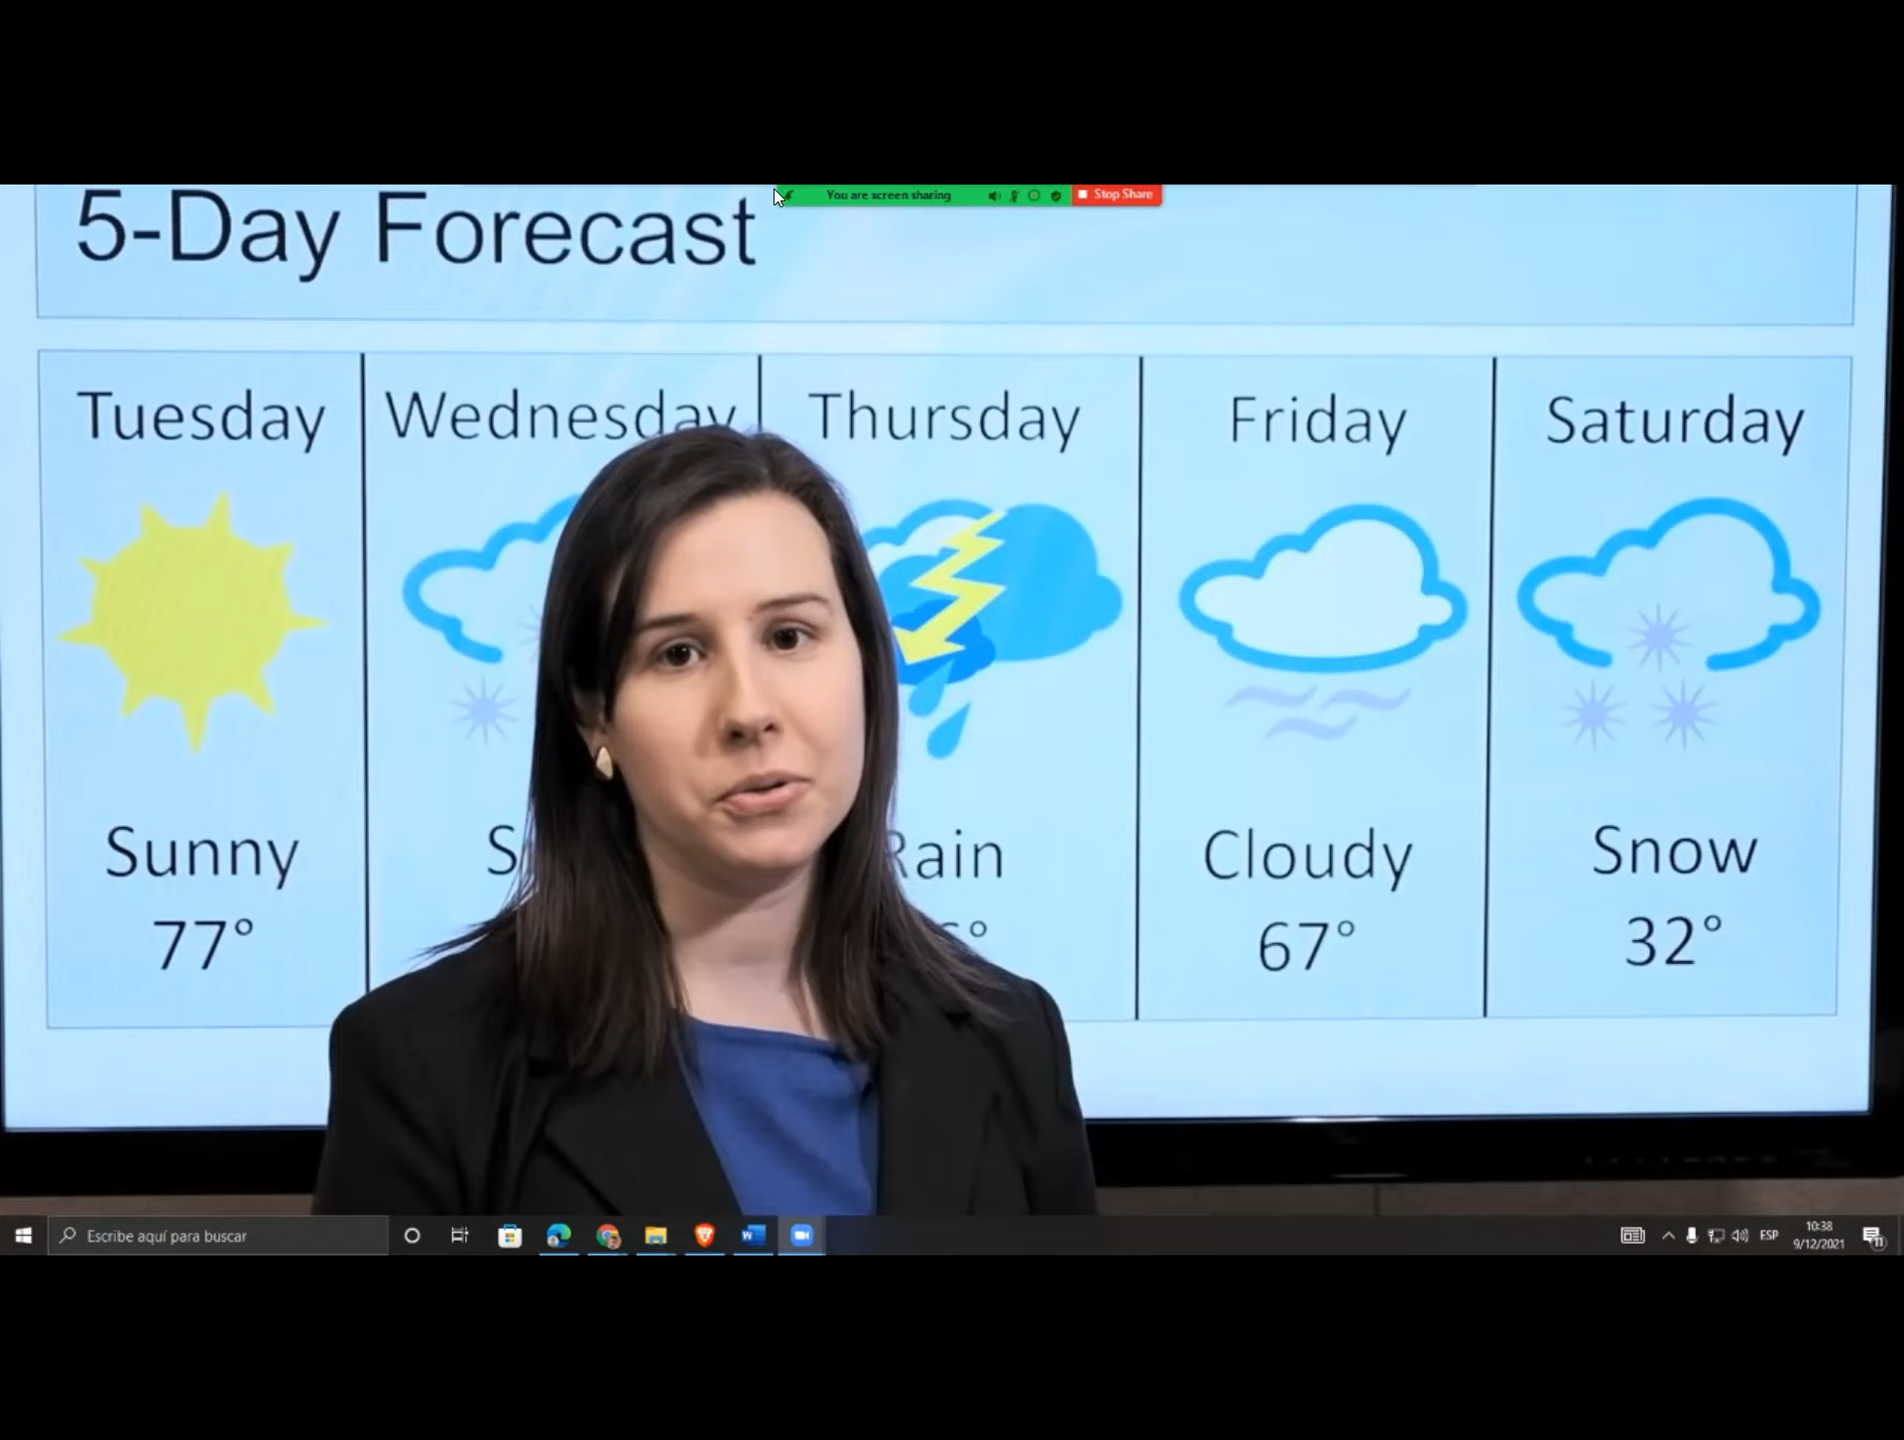 You are screen sharing
Stop Share
5-Day Forecast
Tuesday
Wednesday
Thursday
Friday
Saturday
Sunny
Rain
Cloudy
Snow
77°
67°
32°
Escribe aquí para buscar
ESP
10:38
9/12/2021
11